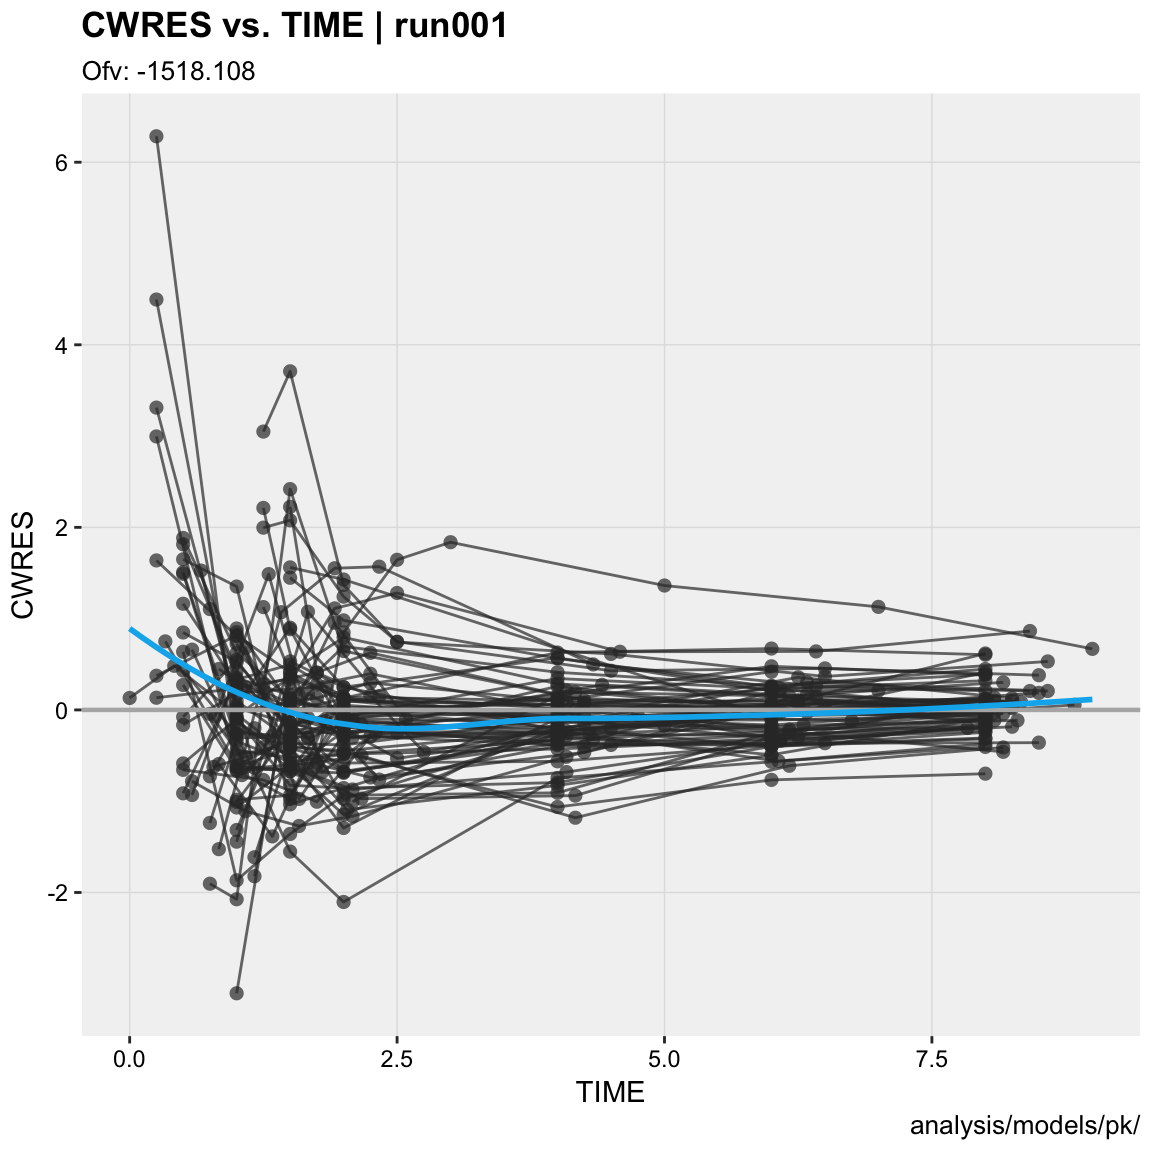 CWRES vs. TIME | run001
Ofv: -1518.108
6
4
2
0
-2
CWRES
0.0 2.5 5.0 7.5
TIME
analysis/models/pk/